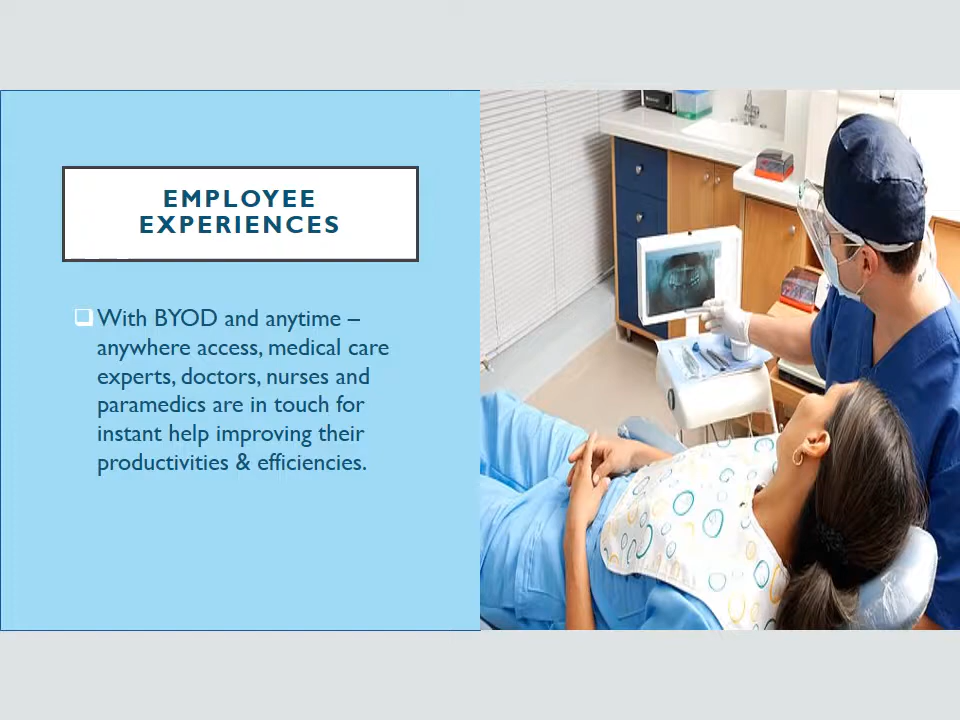 EMPLOYEE
EXPERIENCES
With BYOD and anytime –
anywhere access, medical care
experts, doctors, nurses and
paramedics are in touch for
instant help improving their
productivities & efficiencies.